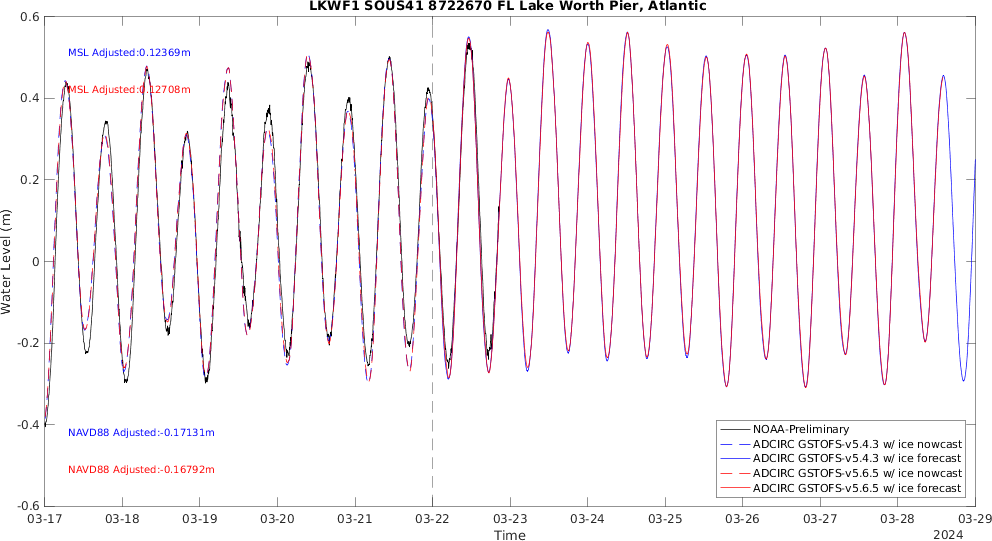 LKWF1 SOUS41 8722670 FL Lake Worth Pier, Atlantic
0.6
MSL Adjusted:0.12369m
MSL Adjusted:0.12708m
0.4
0.2
0
Water Level (m)
-0.2
-0.4
NAVD88 Adjusted:-0.17131m
NAVD88 Adjusted:-0.16792m
-0.6
NOAA-Preliminary
ADCIRC GSTOFS-v5.4.3 w/ ice nowcast
ADCIRC GSTOFS-v5.4.3 w/ ice forecast
ADCIRC GSTOFS-v5.6.5 w/ ice nowcast
ADCIRC GSTOFS-v5.6.5 w/ ice forecast
03-17 03-18 03-19 03-20 03-21 03-22 03-23 03-24 03-25 03-26 03-27 03-28 03-29
Time
2024